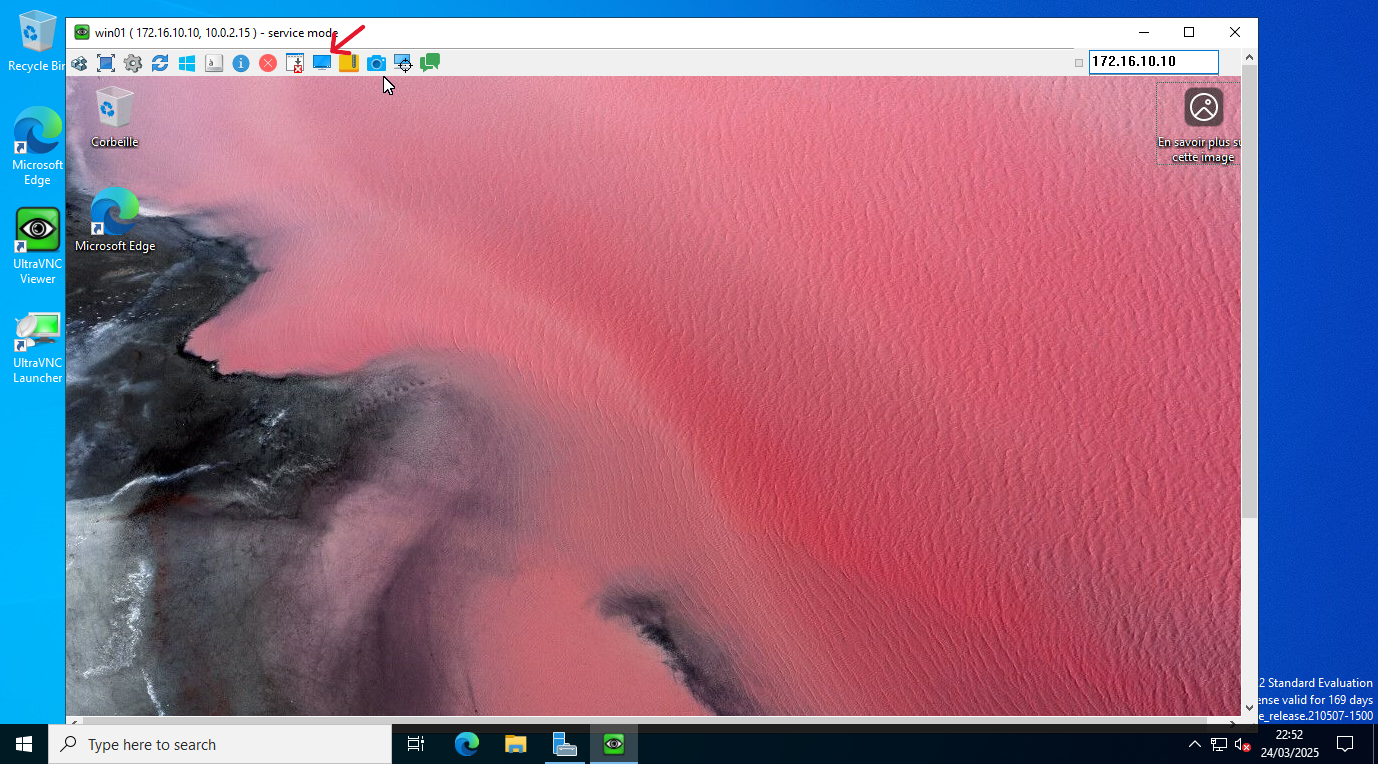 win01 ( 172.16.10.10, 10.0.2.15 ) - service mode
172.16.10.10
Recycle Bin
Microsoft
Edge
UltraVNC
Viewer
UltraVNC
Launcher
Corbeille
Microsoft Edge
En savoir plus su
cette image
2 Standard Evaluation
ense valid for 169 days
e_release.210507-1500
Type here to search
22:52
24/03/2025